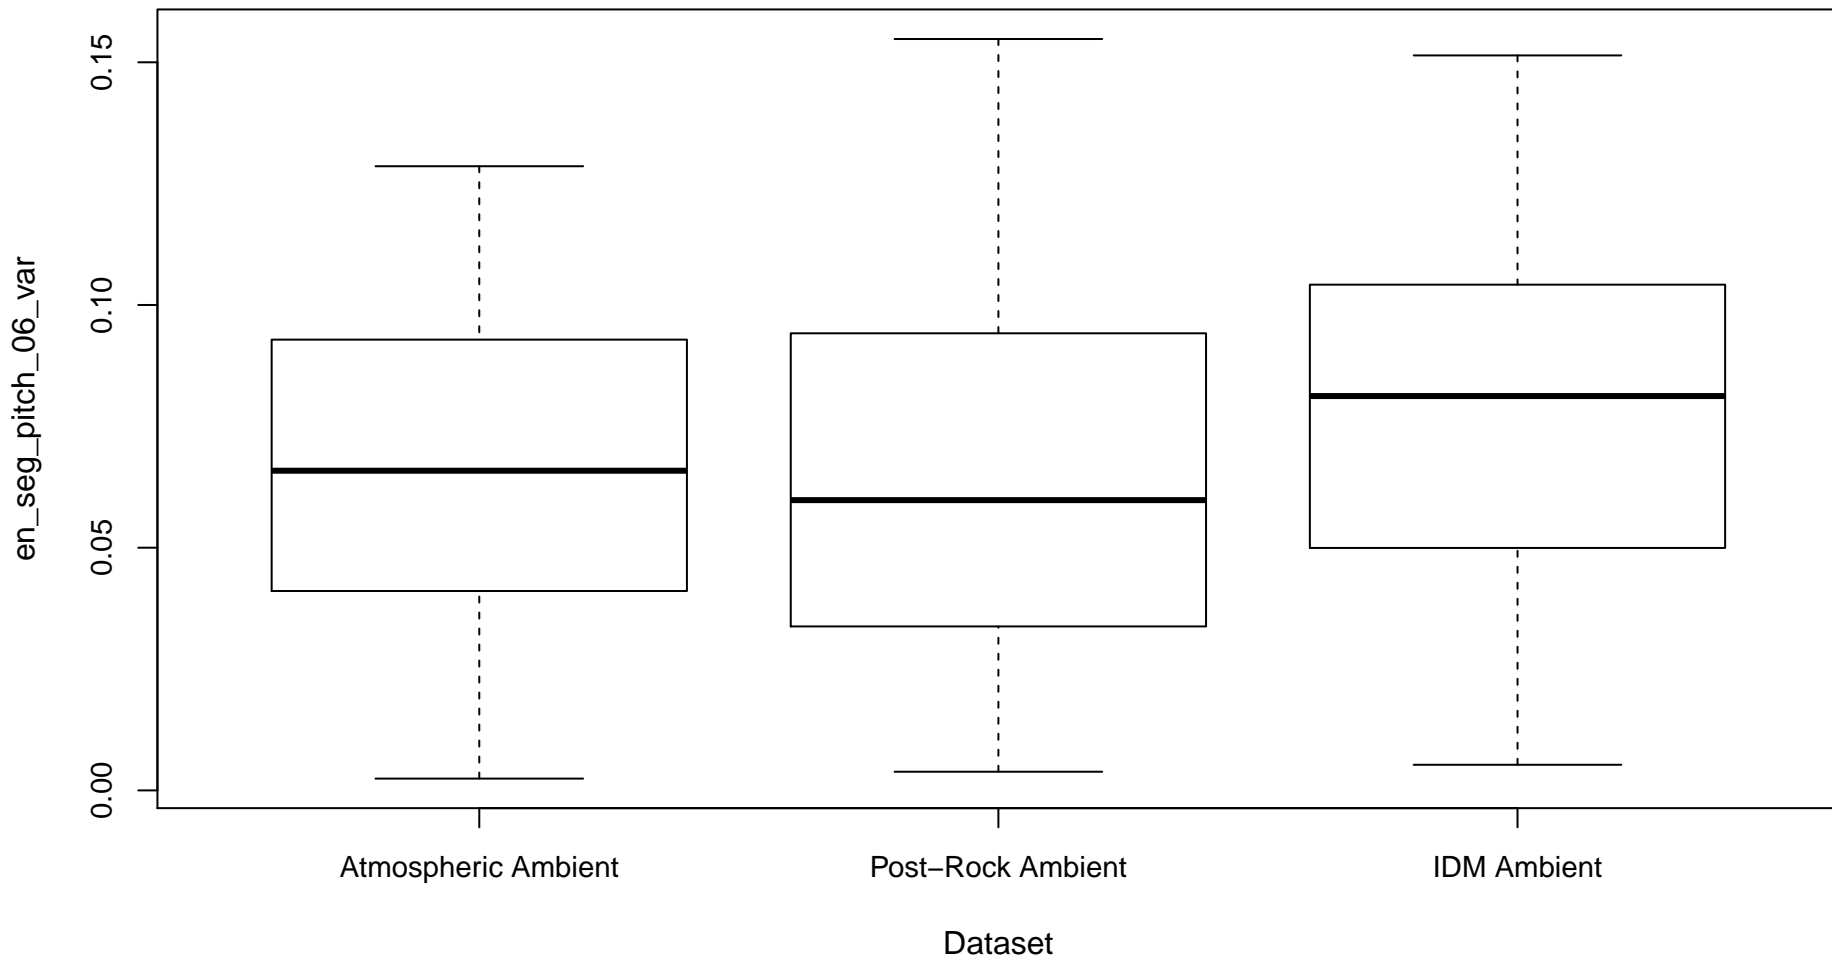 0.15
0.10
0.05
0.00
en_seg_pitch_06_var
Atmospheric Ambient
Post−Rock Ambient
IDM Ambient
Dataset